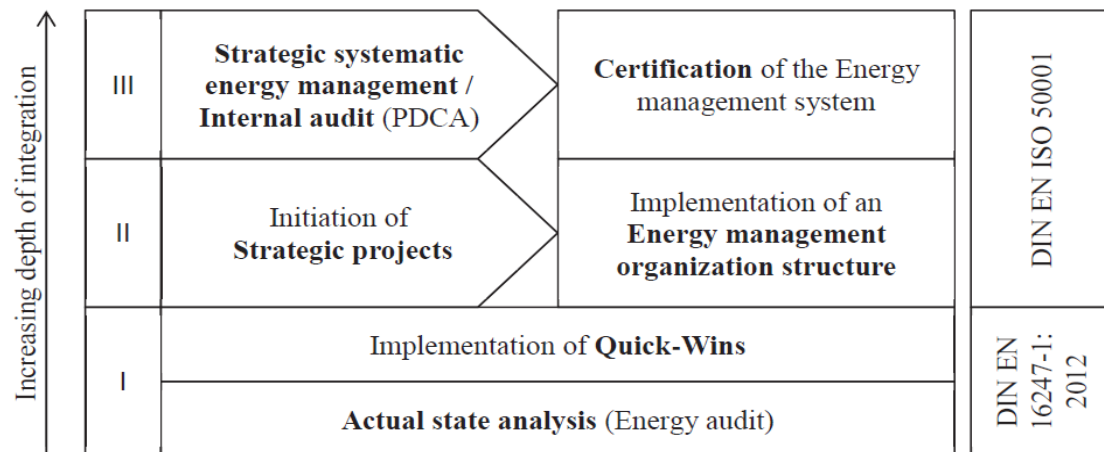 Increasing depth of integration
III
Strategic systematic
energy management /
Internal audit (PDCA)
Certification of the Energy
management system
DIN EN ISO 50001
II
Initiation of
Strategic projects
Implementation of an
Energy management
organization structure
I
Implementation of Quick-Wins
Actual state analysis (Energy audit)
DIN EN
16247-1:
2012